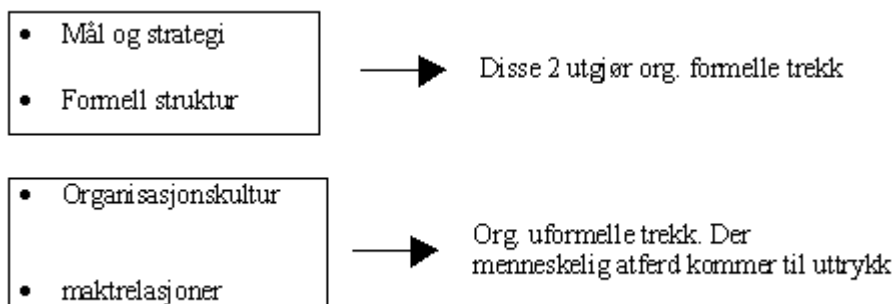 • Mål og strategi
• Formell struktur
Disse 2 utgjør org. formelle trekk
• Organisasjonskultur
• maktrelasjoner
Org. uformelle trekk. Der
menneskelig atferd kommer til uttrykk